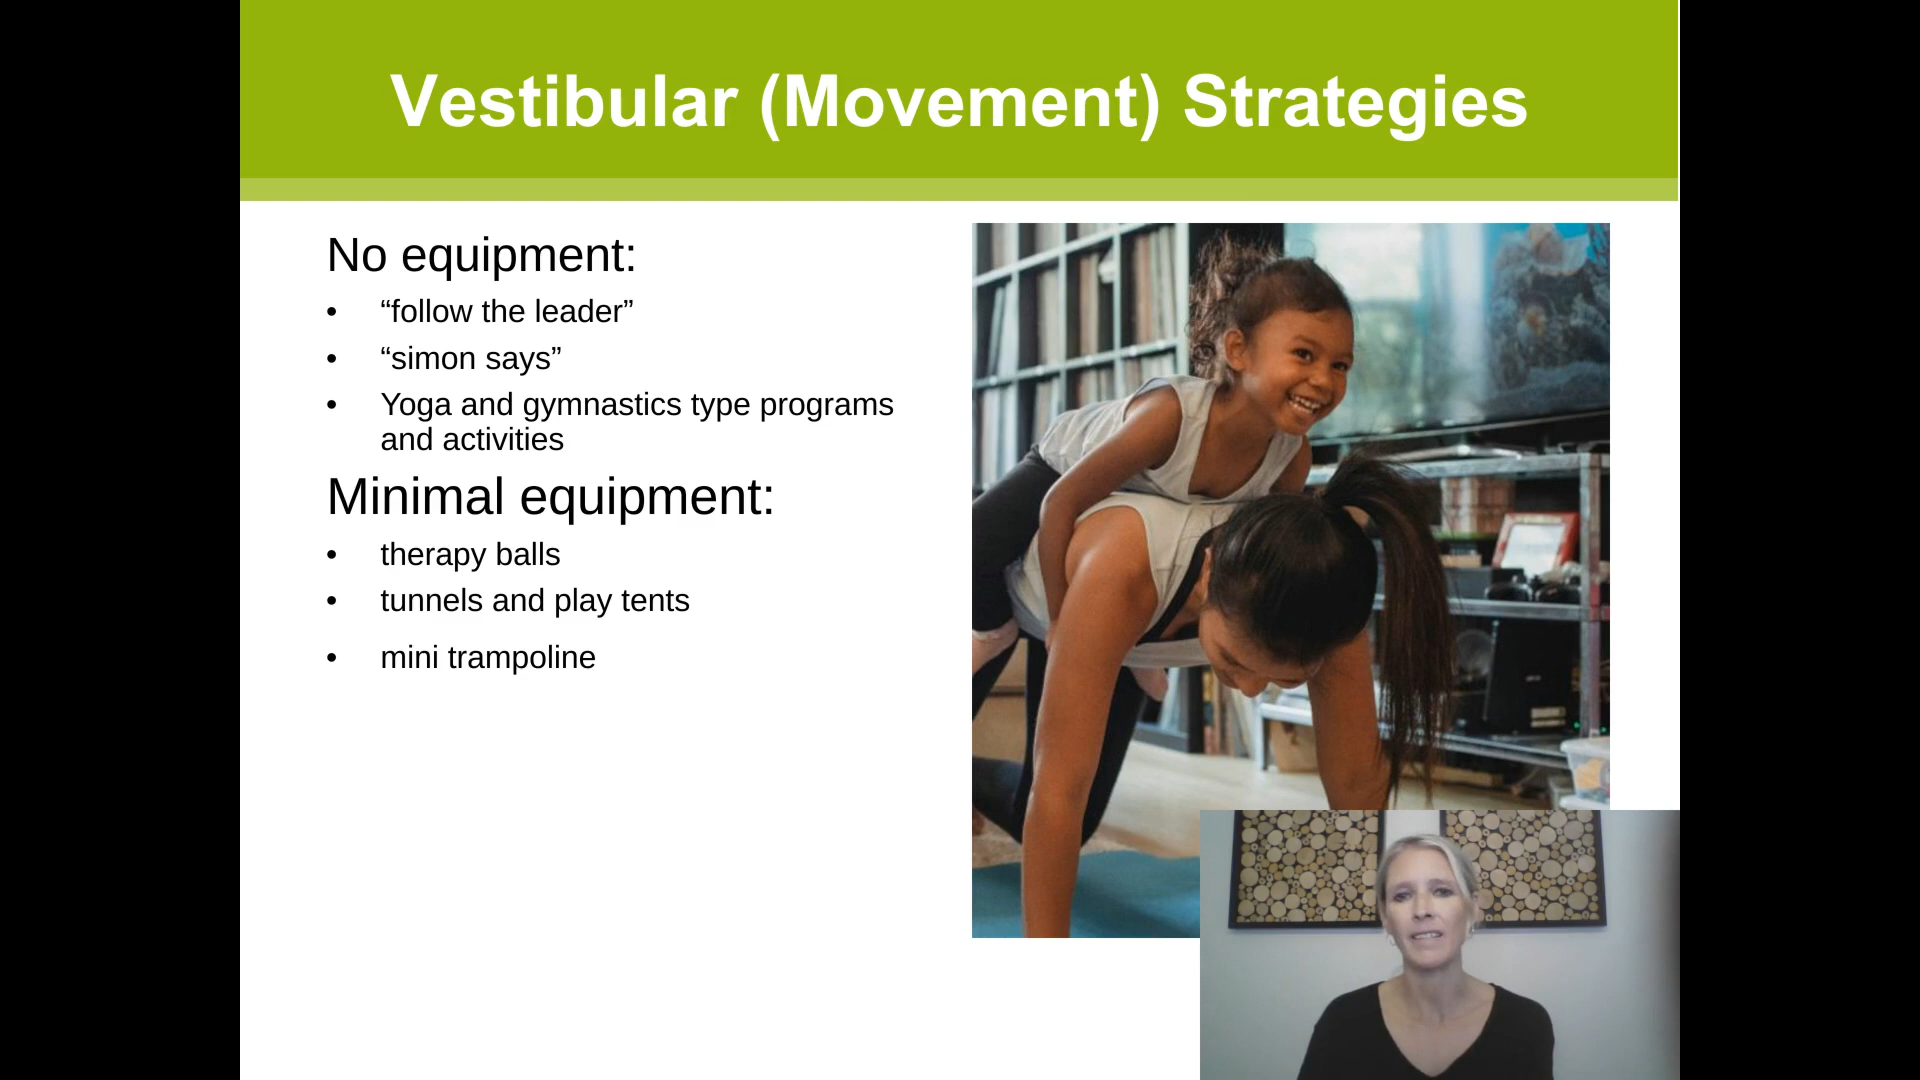 Vestibular (Movement) Strategies
No equipment:
• “follow the leader”
• “simon says”
• Yoga and gymnastics type programs
and activities
Minimal equipment:
• therapy balls
• tunnels and play tents
• mini trampoline